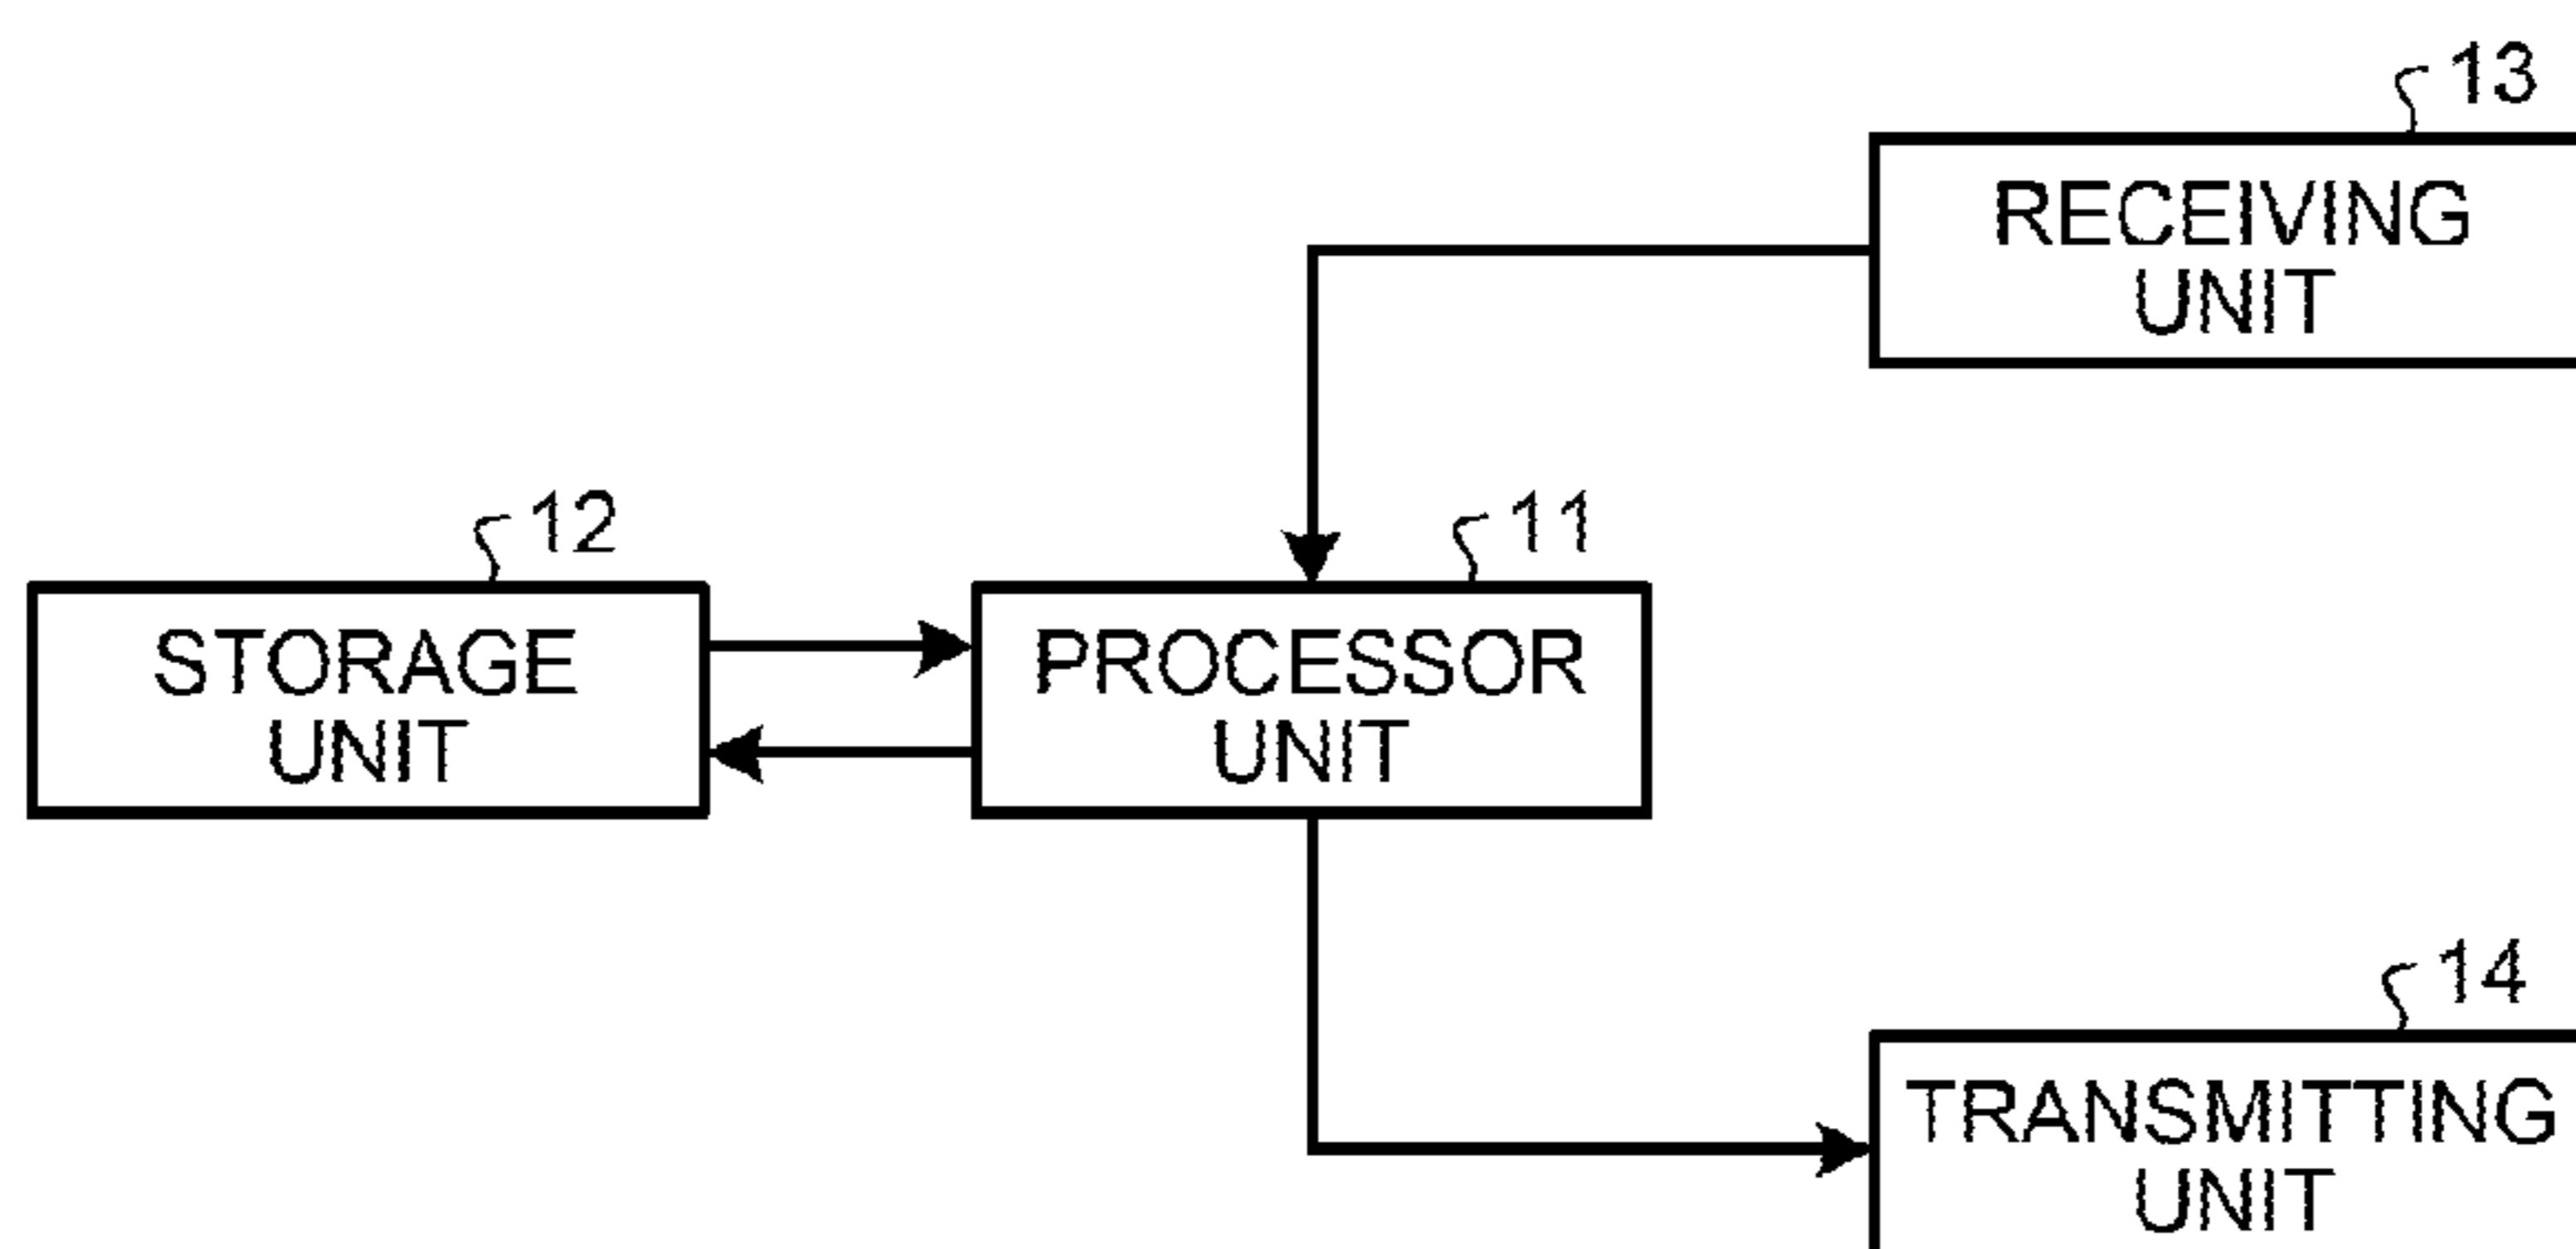 13
RECEIVING
UNIT
12
11
STORAGE
UNIT
PROCESSOR
UNIT
14
TRANSMITTING
UNIT